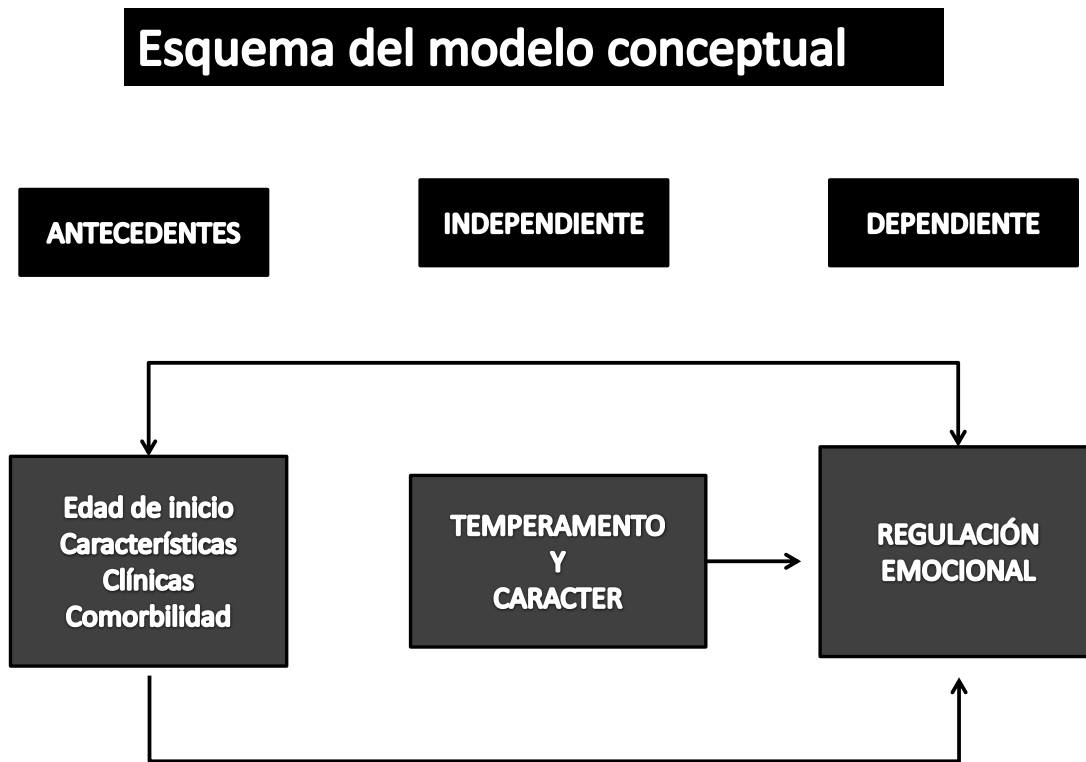 Esquema del modelo conceptual
ANTECEDENTES
INDEPENDIENTE
DEPENDIENTE
Edad de inicio
Características
Clínicas
Comorbilidad
TEMPERAMENTO
Y
CARACTER
REGULACIÓN
EMOCIONAL